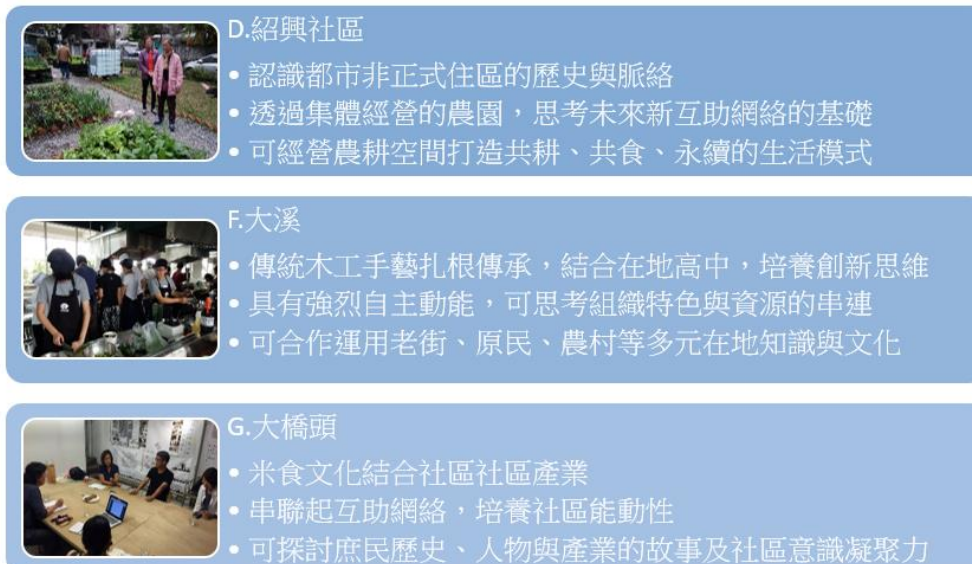 D.紹興社區
• 認識都市非正式住區的歷史與脈絡
• 透過集體經營的農園，思考未來新互助網絡的基礎
• 可經營農耕空間打造共耕、共食、永續的生活模式
F.大溪
• 傳統木工手藝扎根傳承，結合在地高中，培養創新思維
• 具有強烈自主動能，可思考組織特色與資源的串連
• 可合作運用老街、原民、農村等多元在地知識與文化
G.大橋頭
• 米食文化結合社區社區產業
• 串聯起互助網絡，培養社區能動性
• 可探討庶民歷史、人物與產業的故事及社區意識凝聚力